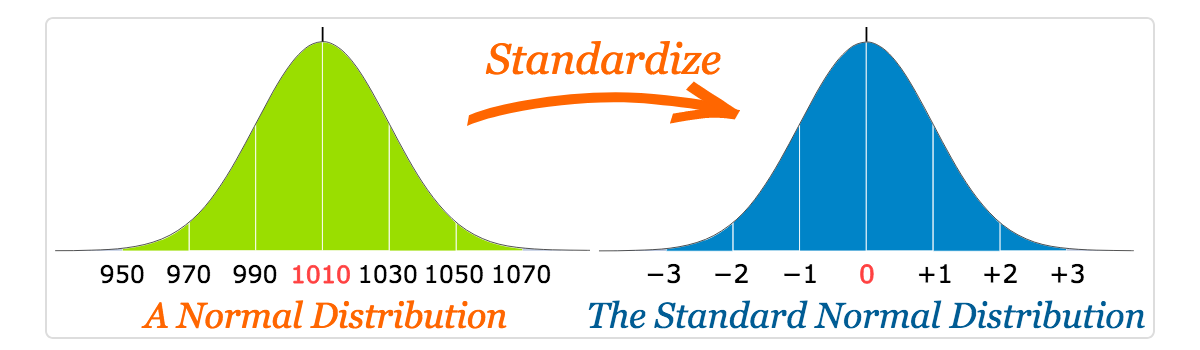 Standardize
950 970 990 1010 1030 1050 1070
A Normal Distribution
−3 −2 −1 0 +1 +2 +3
The Standard Normal Distribution